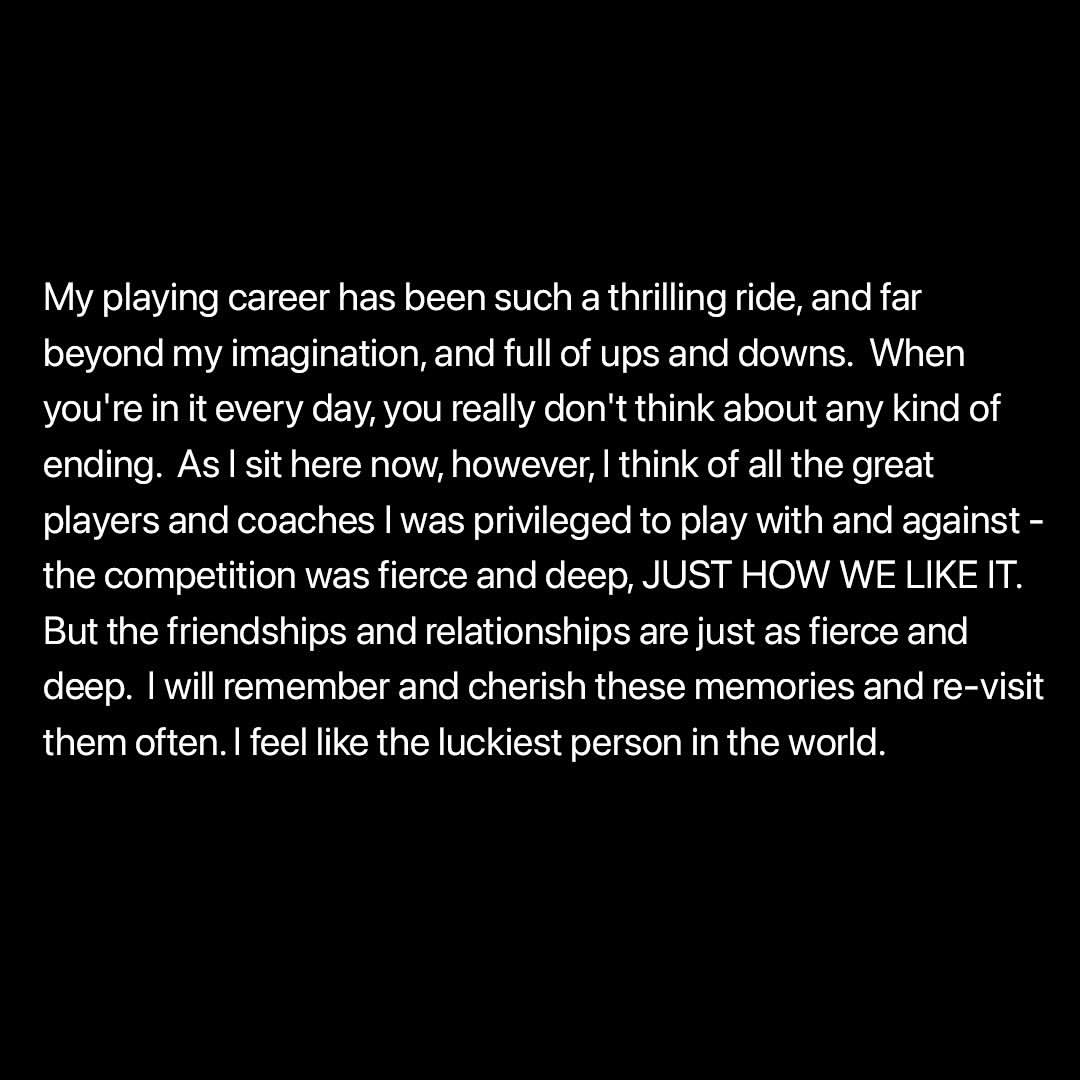 My playing career has been such a thrilling ride, and far
beyond my imagination, and full of ups and downs.  When
you're in it every day, you really don't think about any kind of
ending.  As I sit here now, however, I think of all the great
players and coaches I was privileged to play with and against -
the competition was fierce and deep, JUST HOW WE LIKE IT.
But the friendships and relationships are just as fierce and
deep.  I will remember and cherish these memories and re-visit
them often. I feel like the luckiest person in the world.